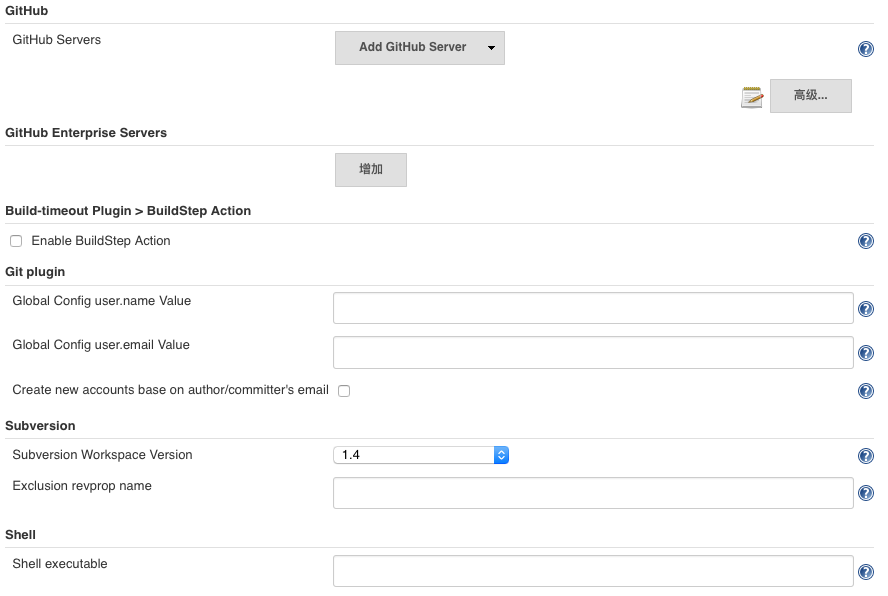 GitHub
GitHub Servers
Add GitHub Server
高级...
GitHub Enterprise Servers
增加
Build-timeout Plugin > BuildStep Action
Enable BuildStep Action
Git plugin
Global Config user.name Value
Global Config user.email Value
Create new accounts base on author/committer's email
Subversion
Subversion Workspace Version
1.4
Exclusion revprop name
Shell
Shell executable